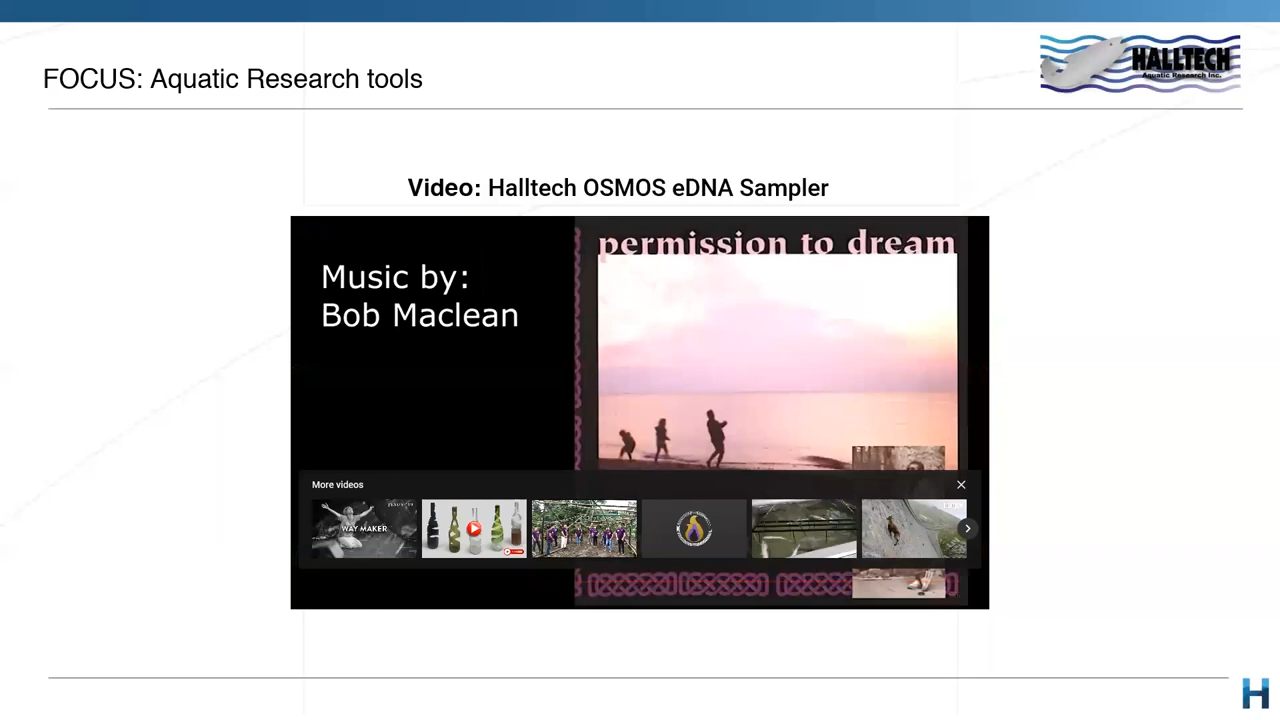 FOCUS: Aquatic Research tools
HALLTECH
Aquatic Research Inc.
Video: Halltech OSMOS eDNA Sampler
permission to dream
Music by:
Bob Maclean
More videos
WAY MAKER
H